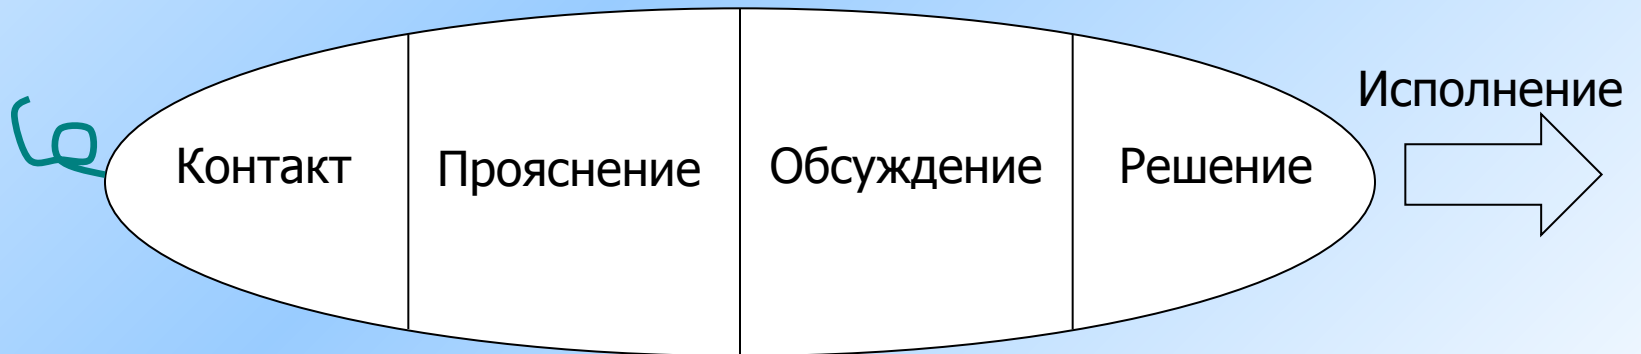 Исполнение
Контакт
Прояснение
Обсуждение
Решение